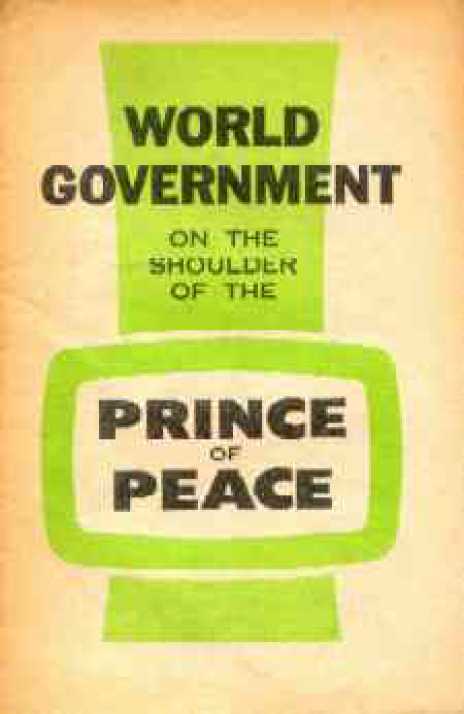 WORLD
GOVERNMENT
ON THE
SHOULDER
OF THE
PRINCE
OF
PEACE